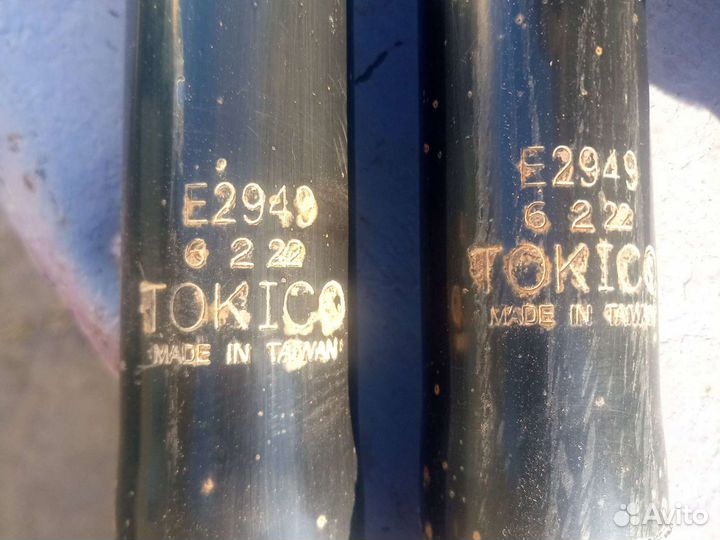 E2949
6 2 22
TOKICO
MADE IN TAIWAN
E2949
6 2 22
TOKICO
MADE IN TAIWAN
Avito